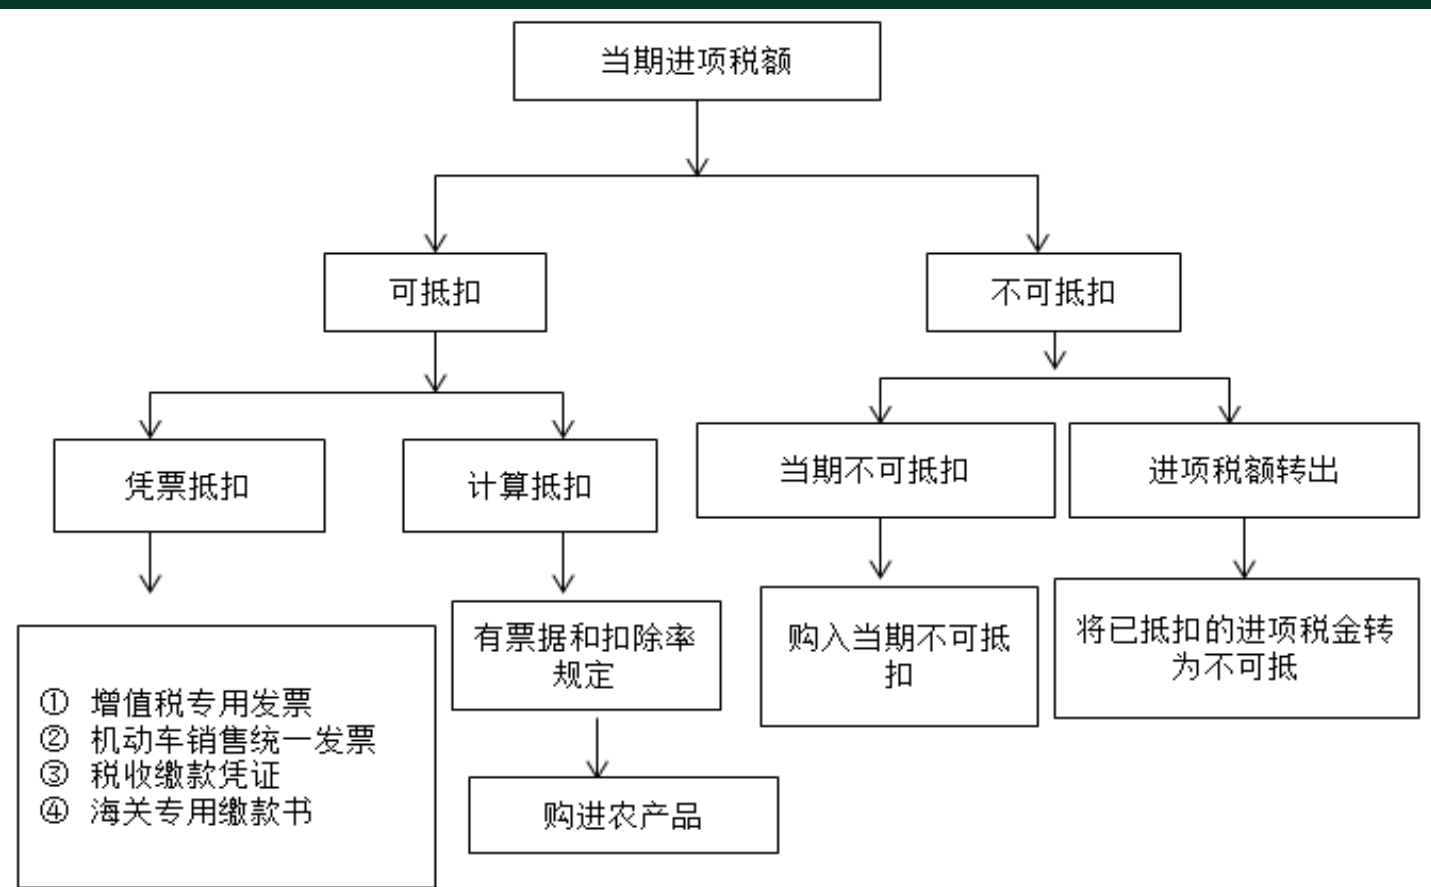 当期进项税额
可抵扣
不可抵扣
凭票抵扣
计算抵扣
当期不可抵扣
进项税额转出
① 增值税专用发票
② 机动车销售统一发票
③ 税收缴款凭证
④ 海关专用缴款书
有票据和扣除率
规定
购进农产品
购入当期不可抵
扣
将已抵扣的进项税金转
为不可抵